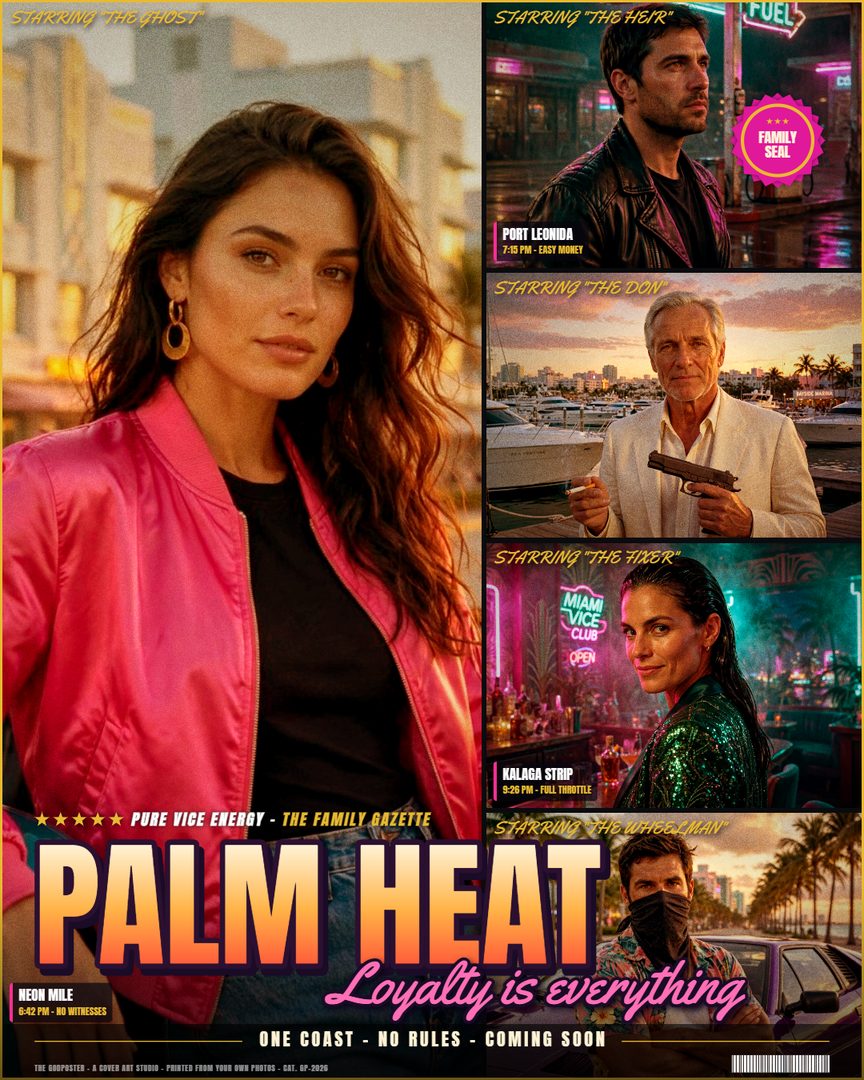 STARRING "THE GHOST"
STARRING "THE HEIR"
FUEL
★★★
FAMILY
SEAL
PORT LEONIDA
7:15 PM - EASY MONEY
STARRING "THE DON"
BAYSIDE MARINA
STARRING "THE FIXER"
MIAMI
VICE
CLUB
OPEN
KALAGA STRIP
9:26 PM - FULL THROTTLE
STARRING "THE WHEELMAN"
★★★★★ PURE VICE ENERGY - THE FAMILY GAZETTE
PALM HEAT
Loyalty is everything
NEON MILE
6:42 PM - NO WITNESSES
ONE COAST - NO RULES - COMING SOON
THE GODPOSTER - A COVER ART STUDIO - PRINTED FROM YOUR OWN PHOTOS - CAT. GP-2026